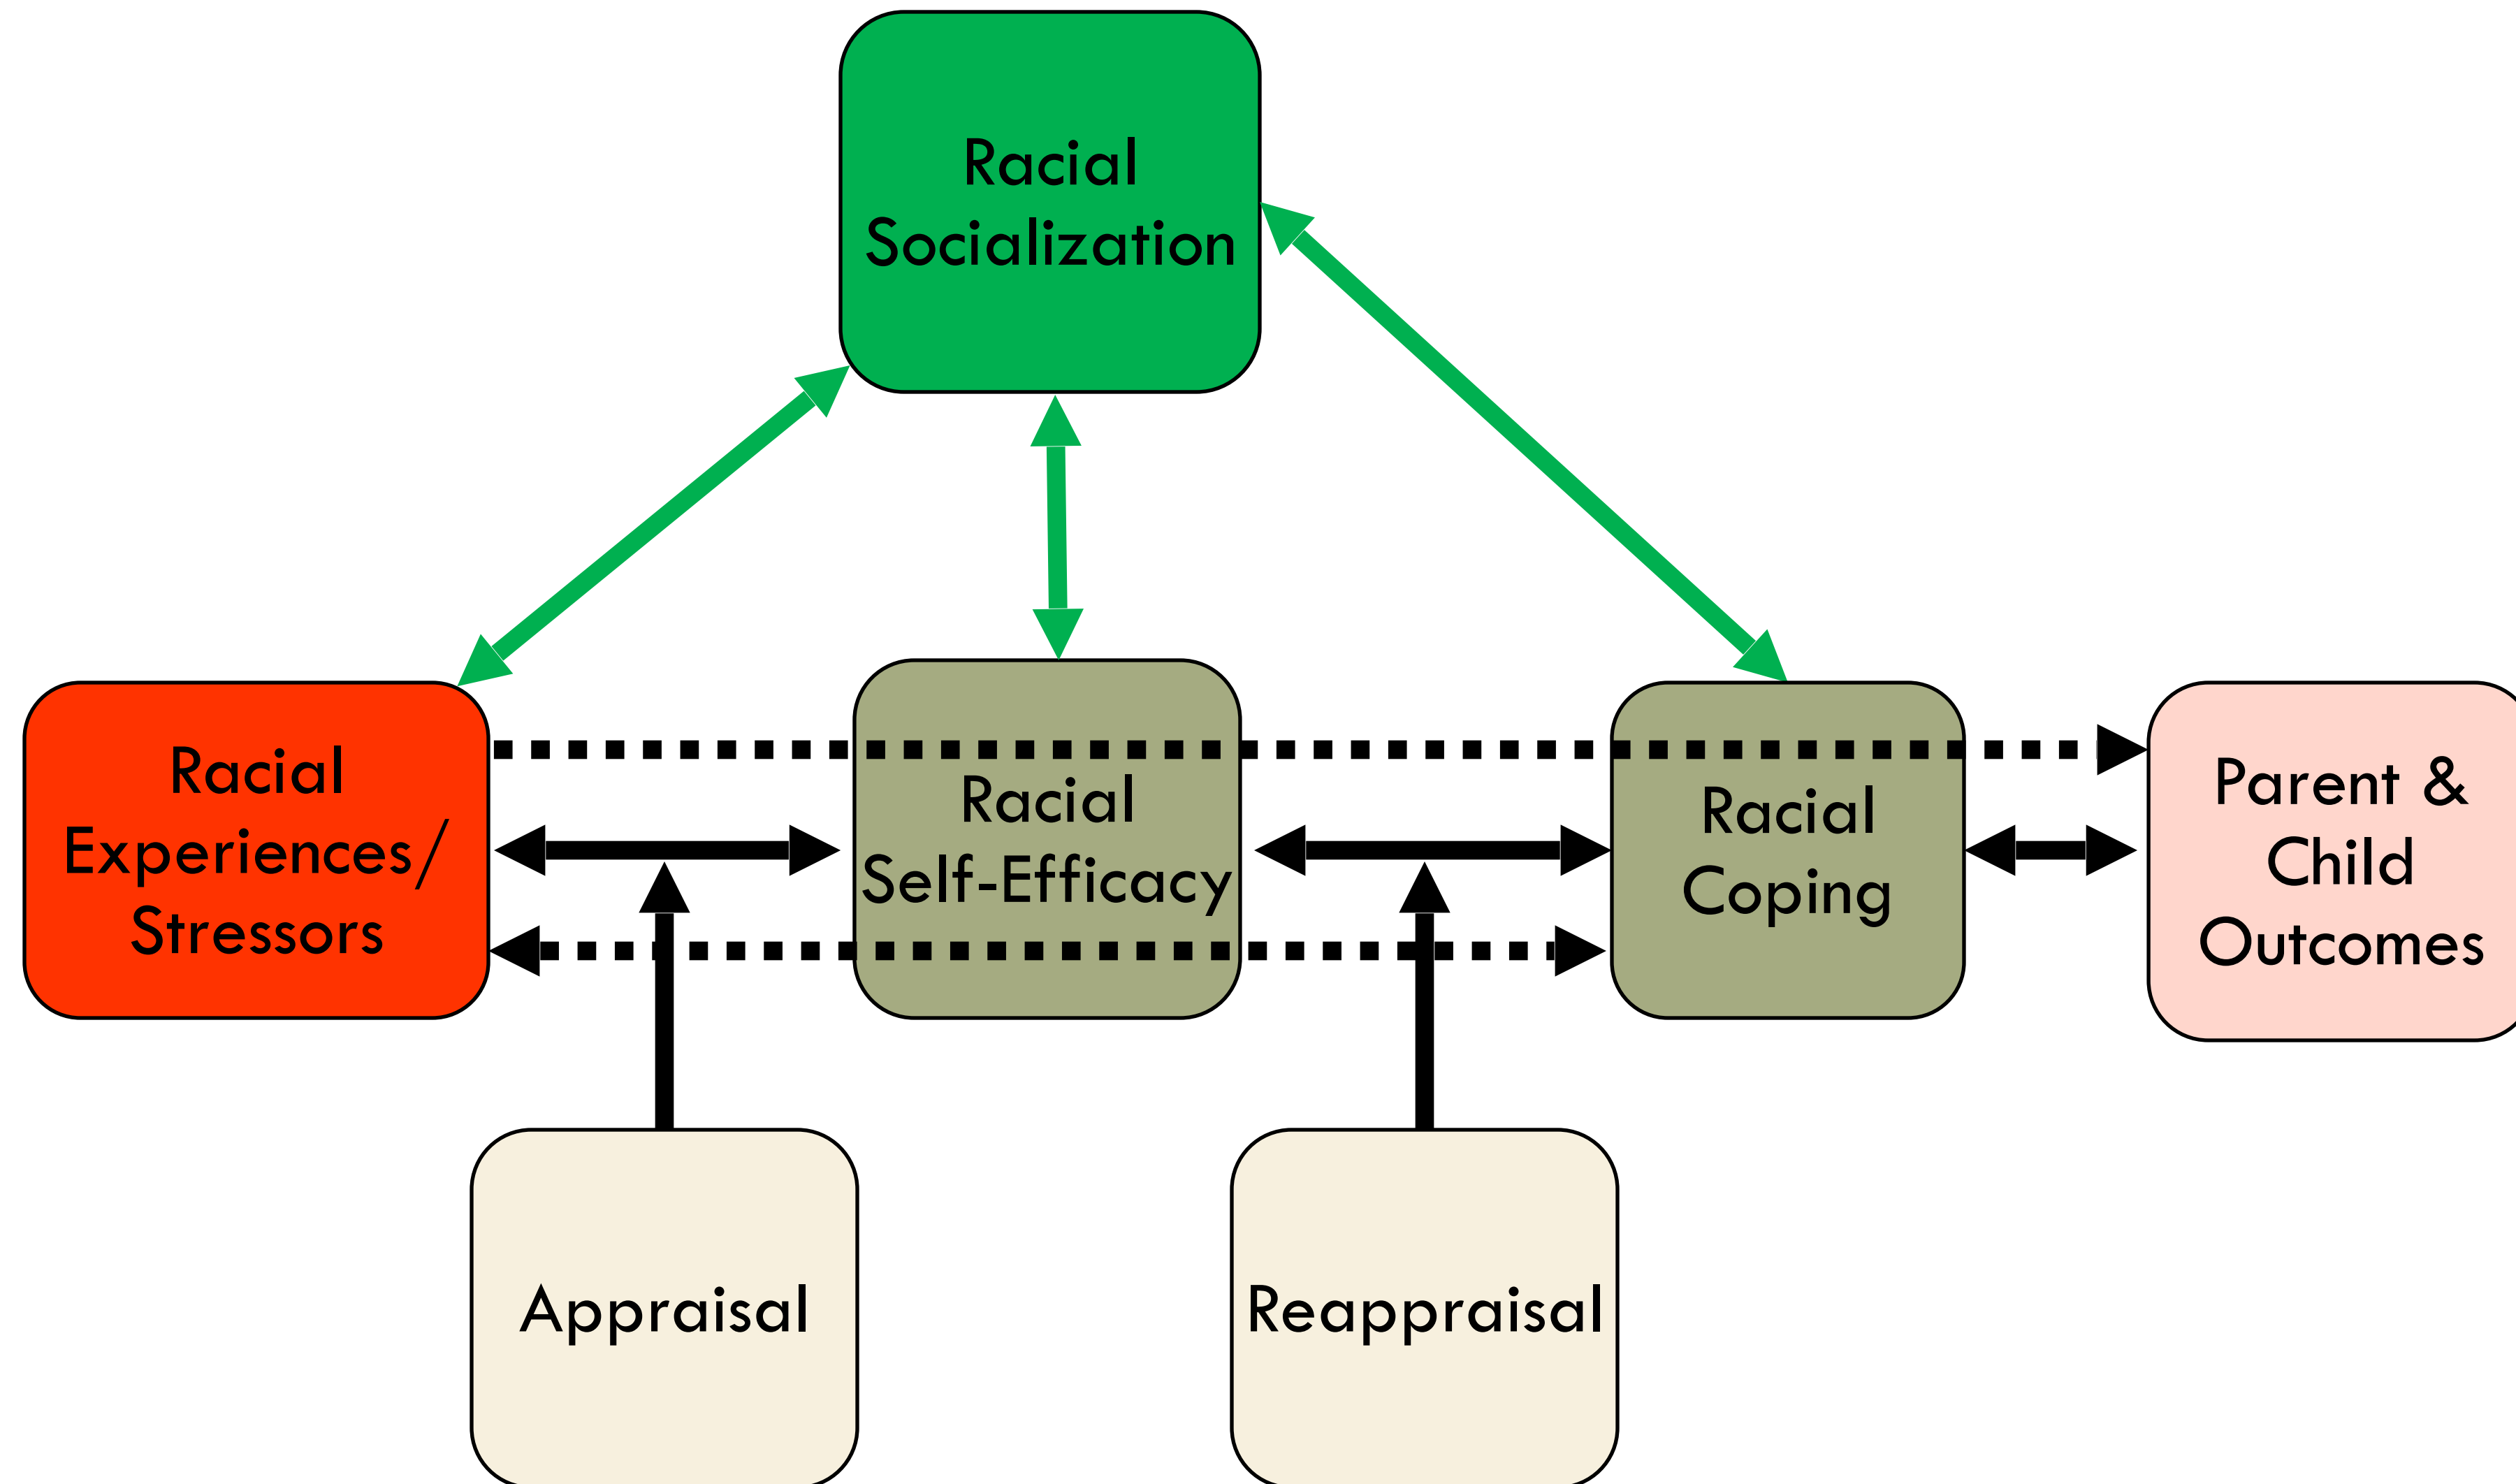 Racial
Socialization
Racial
Experiences/
Stressors
Racial
Self-Efficacy
Racial
Coping
Parent &
Child
Outcomes
Appraisal
Reappraisal